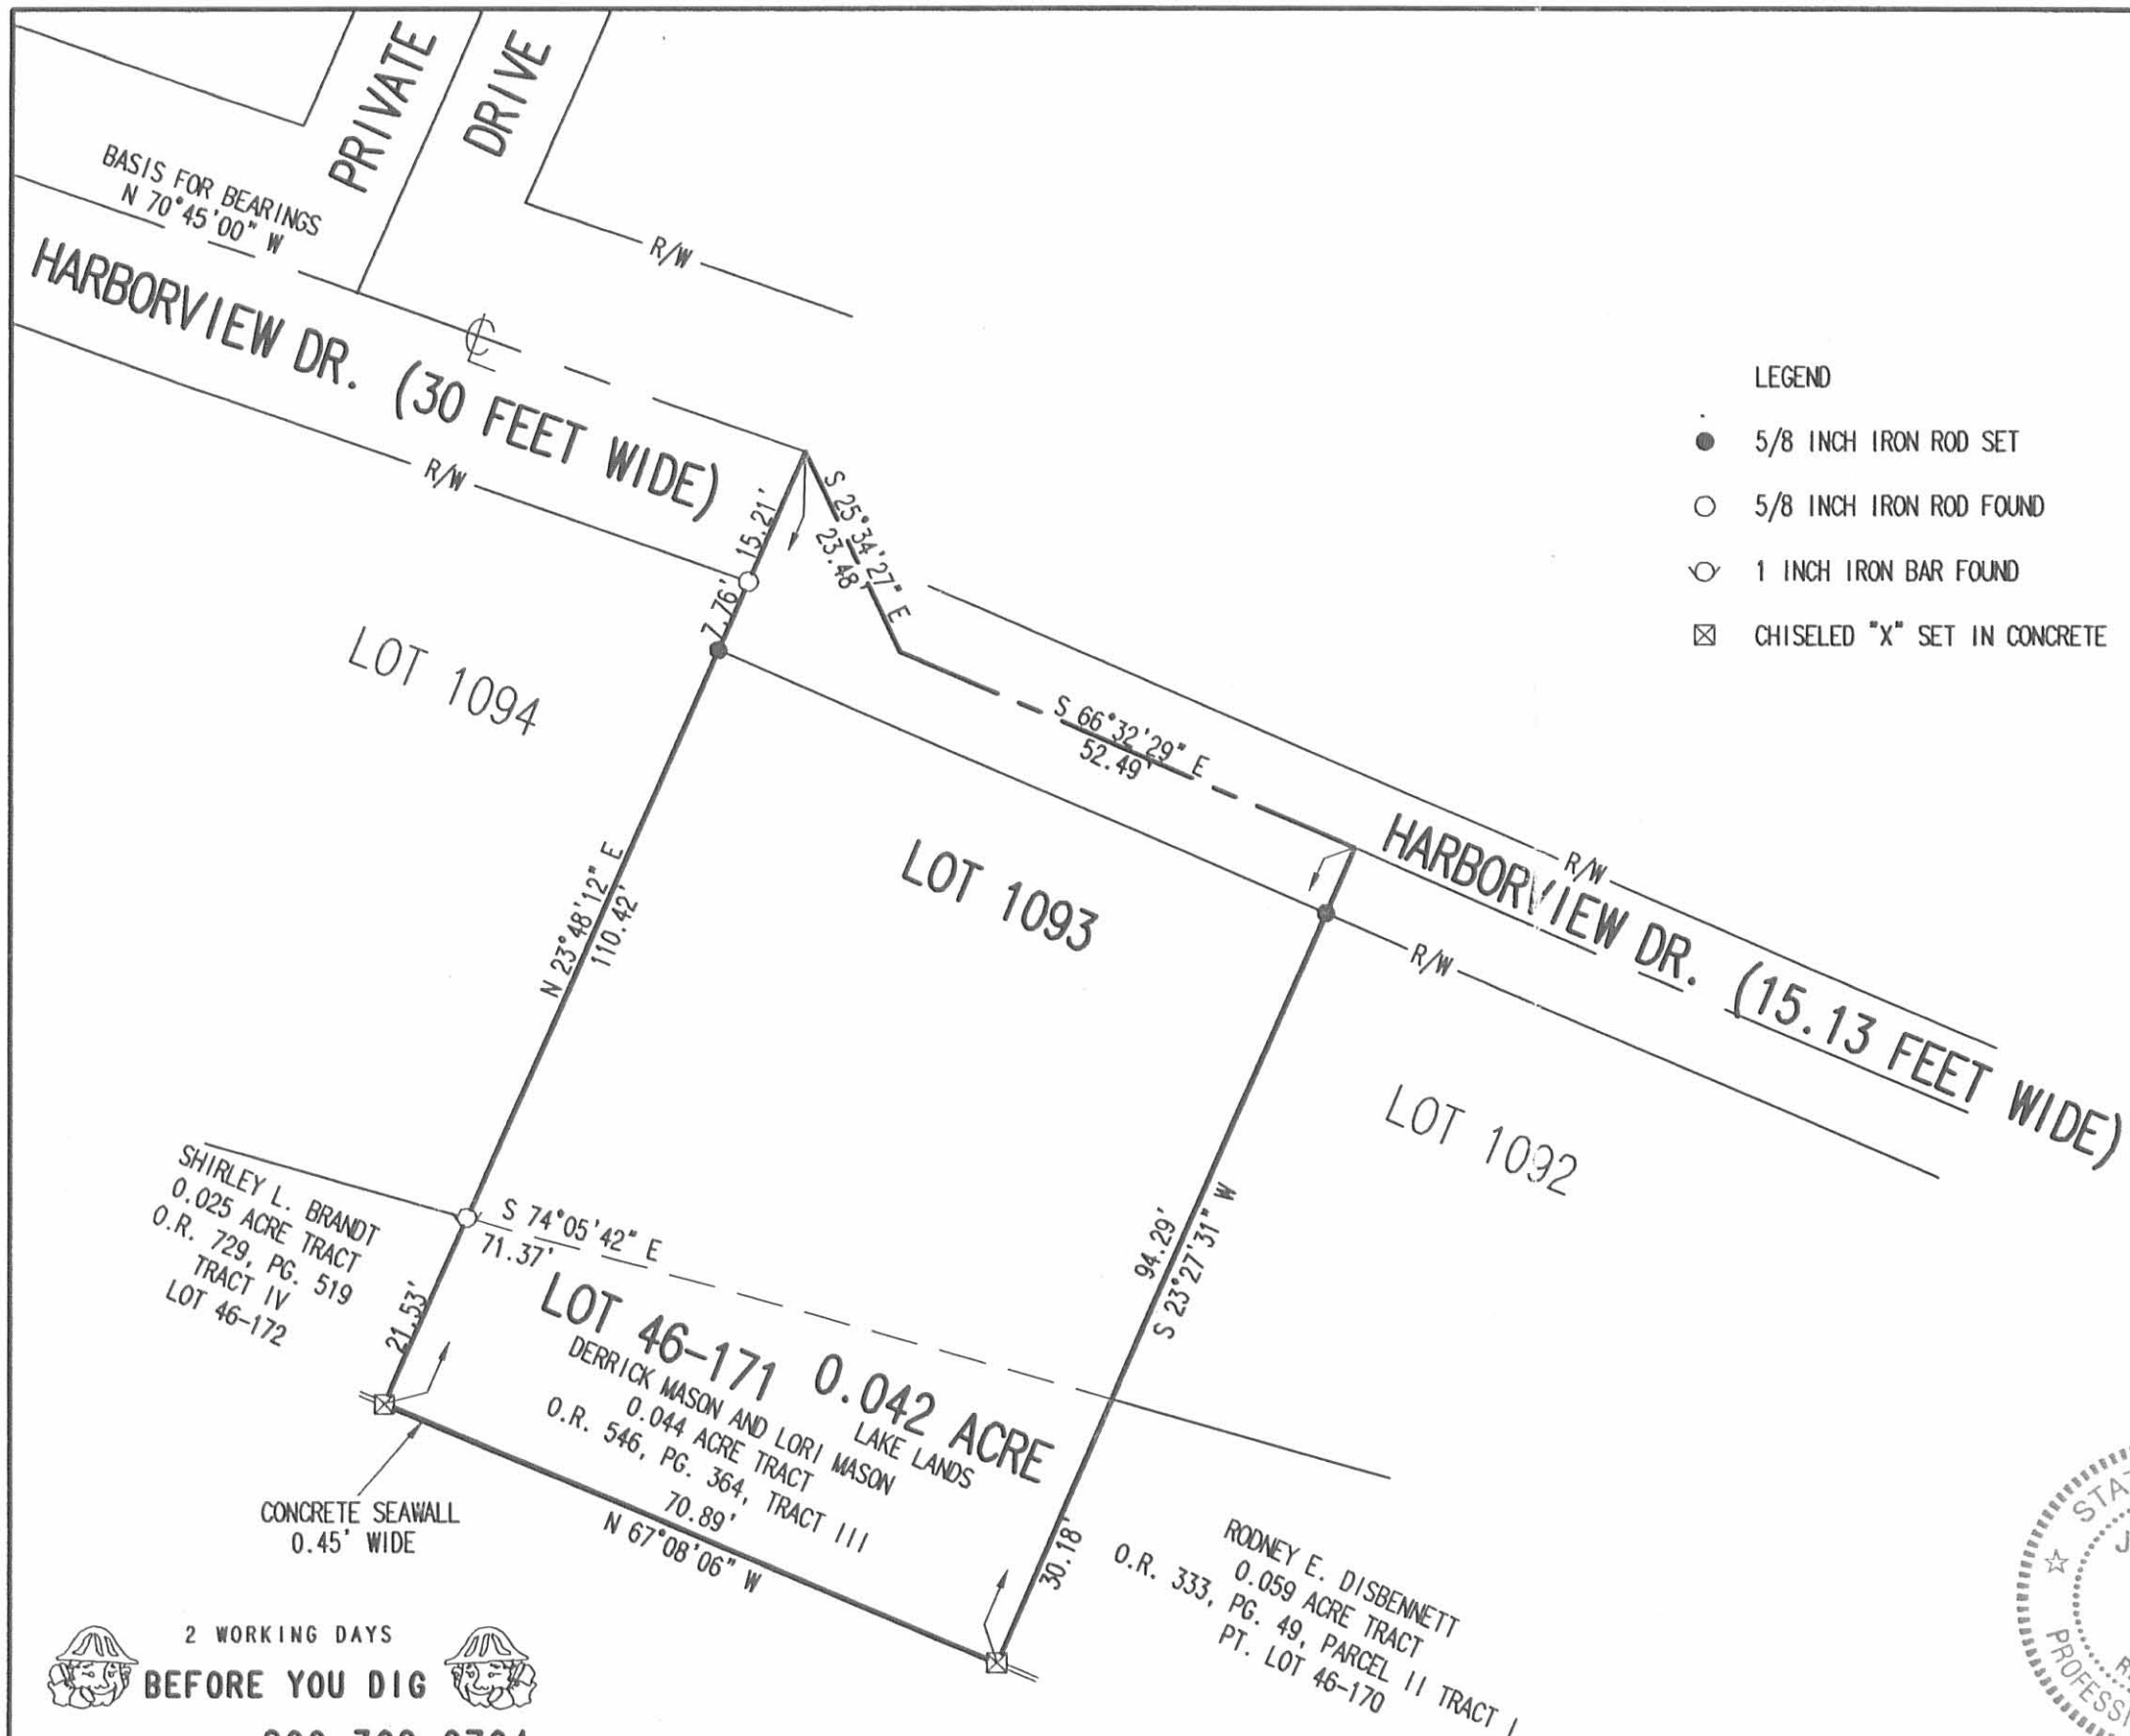 PRIVATE
DRIVE
BASIS FOR BEARINGS
N 70°45'00" W
R/W
HARBORVIEW DR. (30 FEET WIDE)
℄
R/W
15.21'
S 25°34'27" E
23.48'
7.76'
LEGEND
5/8 INCH IRON ROD SET
5/8 INCH IRON ROD FOUND
1 INCH IRON BAR FOUND
CHISELED "X" SET IN CONCRETE
LOT 1094
S 66°32'29" E
52.49'
HARBORVIEW DR. (15.13 FEET WIDE)
R/W
R/W
LOT 1093
N 23°48'12" E
110.42'
LOT 1092
94.29'
S 23°27'31" W
SHIRLEY L. BRANDT
0.025 ACRE TRACT
O.R. 729, PG. 519
TRACT IV
LOT 46-172
S 74°05'42" E
71.37'
21.53'
LOT 46-171 0.042 ACRE
LAKE LANDS
DERRICK MASON AND LORI MASON
0.044 ACRE TRACT
O.R. 546, PG. 364, TRACT III
70.89'
N 67°08'06" W
30.18'
CONCRETE SEAWALL
0.45' WIDE
RODNEY E. DISBENNETT
0.059 ACRE TRACT
O.R. 333, PG. 49, PARCEL II TRACT I
PT. LOT 46-170
2 WORKING DAYS
BEFORE YOU DIG